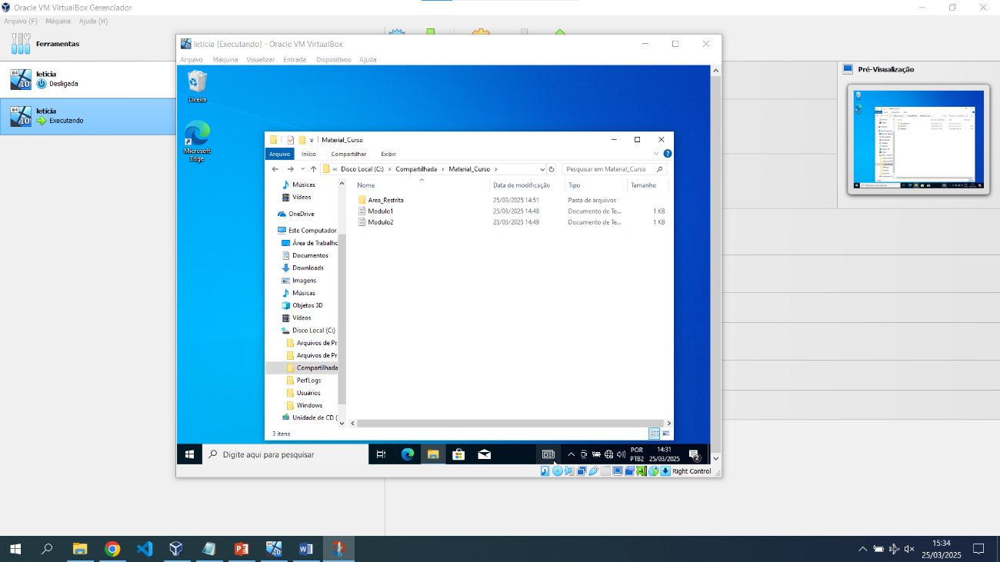 Oracle VM VirtualBox Gerenciador
Arquivo (F) Máquina Ajuda (H)
Ferramentas
leticia
Desligada
leticia
Executando
Pré-Visualização
letícia [Executando] - Oracle VM VirtualBox
Arquivo Máquina Visualizar Entrada Dispositivos Ajuda
Lixeira
Microsoft
Edge
Material_Curso
Arquivo Início Compartilhar Exibir
« Disco Local (C:) > Compartilhada > Material_Curso >
Pesquisar em Material_Curso
Músicas
Vídeos
OneDrive
Este Computador
Área de Trabalho
Documentos
Downloads
Imagens
Músicas
Objetos 3D
Vídeos
Disco Local (C:)
Arquivos de Pr
Arquivos de Pr
Compartilhada
PerfLogs
Usuários
Windows
Unidade de CD (
Nome Data de modificação Tipo Tamanho
Area_Restrita 25/03/2025 14:51 Pasta de arquivos
Modulo1 25/03/2025 14:48 Documento de Te... 1 KB
Modulo2 25/03/2025 14:49 Documento de Te... 1 KB
3 itens
Digite aqui para pesquisar
POR
PTB2
14:31
25/03/2025
2
Right Control
15:34
25/03/2025